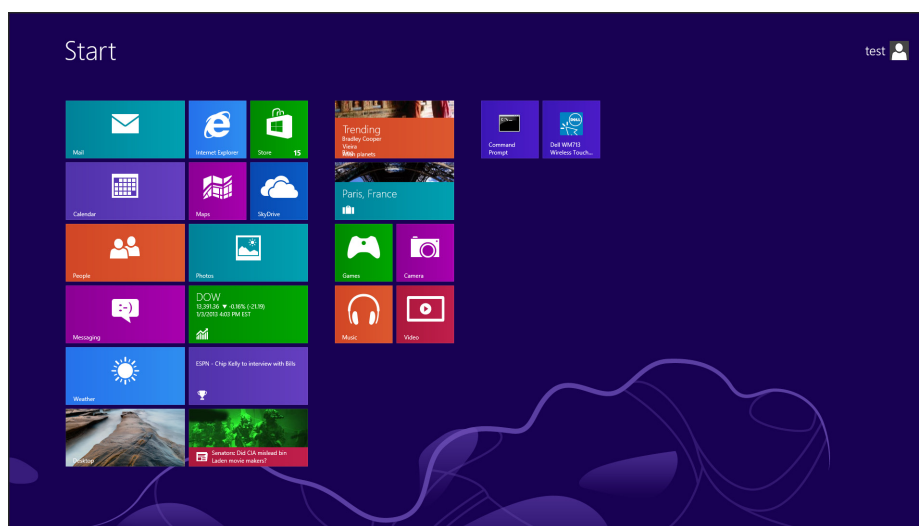 Start
test
Mail
Internet Explorer
Store 15
Calendar
Maps
SkyDrive
People
Photos
Messaging
DOW
13,391.36 ▼ -0.16% (-21.19)
1/3/2013 4:03 PM EST
Weather
ESPN - Chip Kelly to interview with Bills
Desktop
Senators: Did CIA mislead bin
Laden movie makers?
Trending
Bradley Cooper
Vieira
planets
Paris, France
Games
Camera
Music
Video
Command
Prompt
DELL
Dell WM713
Wireless Touch...